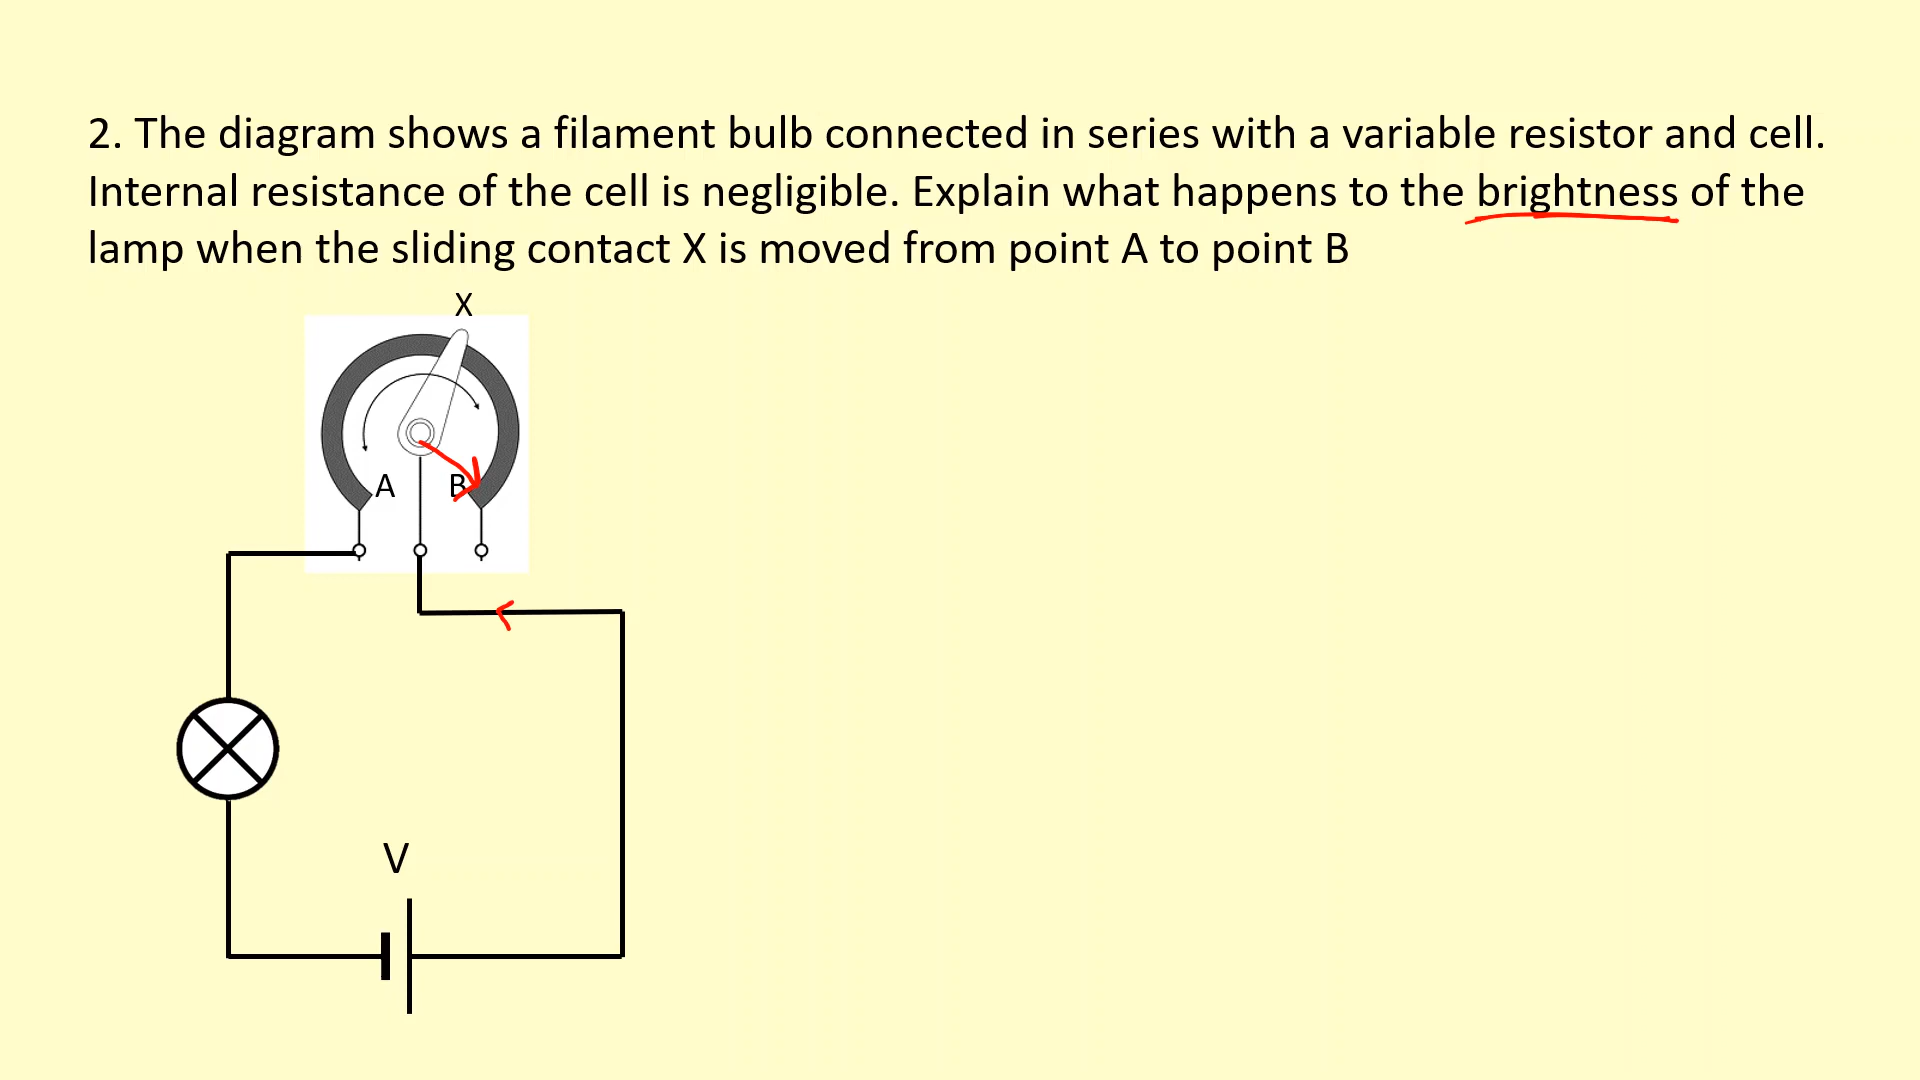 2. The diagram shows a filament bulb connected in series with a variable resistor and cell.
Internal resistance of the cell is negligible. Explain what happens to the brightness of the
lamp when the sliding contact X is moved from point A to point B
X
A
B
V